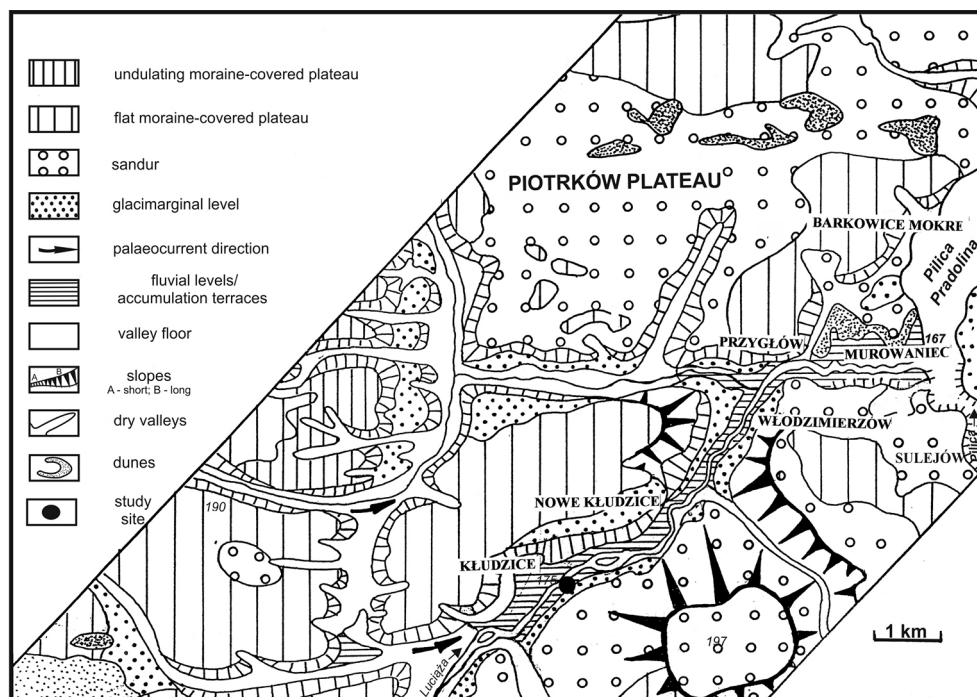 undulating moraine-covered plateau
flat moraine-covered plateau
sandur
glacimarginal level
palaeocurrent direction
fluvial levels/
accumulation terraces
valley floor
A
B
slopes
A - short; B - long
dry valleys
dunes
study
site
PIOTRKÓW PLATEAU
BARKOWICE MOKRE
Pilica
Pradolina
PRZYGŁÓW
167
MUROWANIEC
WŁODZIMIERZÓW
Pilica
SULEJÓW
190
NOWE KŁUDZICE
KŁUDZICE
175
197
1 km
Luciąża